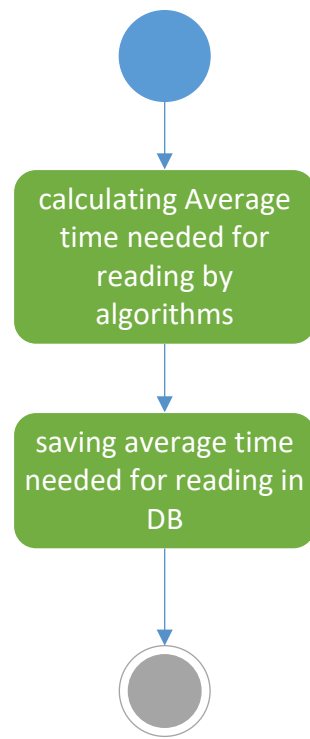 calculating Average
time needed for
reading by
algorithms
saving average time
needed for reading in
DB